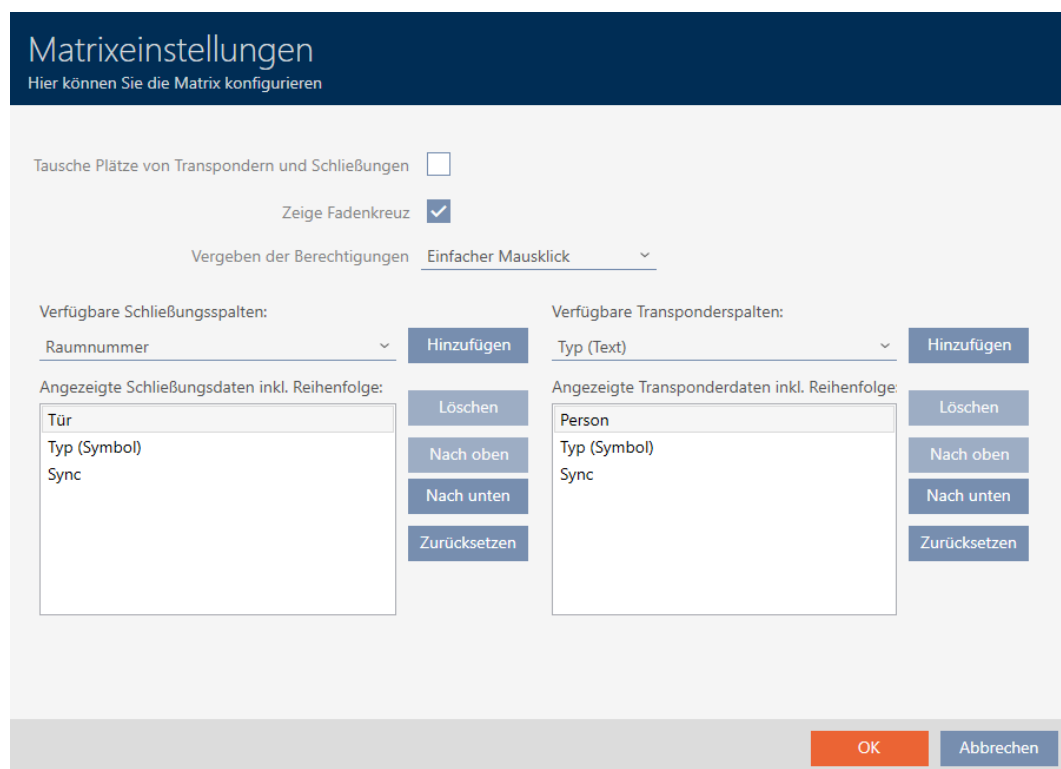 Matrixeinstellungen
Hier können Sie die Matrix konfigurieren
Tausche Plätze von Transpondern und Schließungen
Zeige Fadenkreuz
Vergeben der Berechtigungen Einfacher Mausklick
Verfügbare Schließungsspalten:
Raumnummer
Hinzufügen
Angezeigte Schließungsdaten inkl. Reihenfolge:
Tür
Typ (Symbol)
Sync
Löschen
Nach oben
Nach unten
Zurücksetzen
Verfügbare Transponderspalten:
Typ (Text)
Hinzufügen
Angezeigte Transponderdaten inkl. Reihenfolge:
Person
Typ (Symbol)
Sync
Löschen
Nach oben
Nach unten
Zurücksetzen
OK
Abbrechen